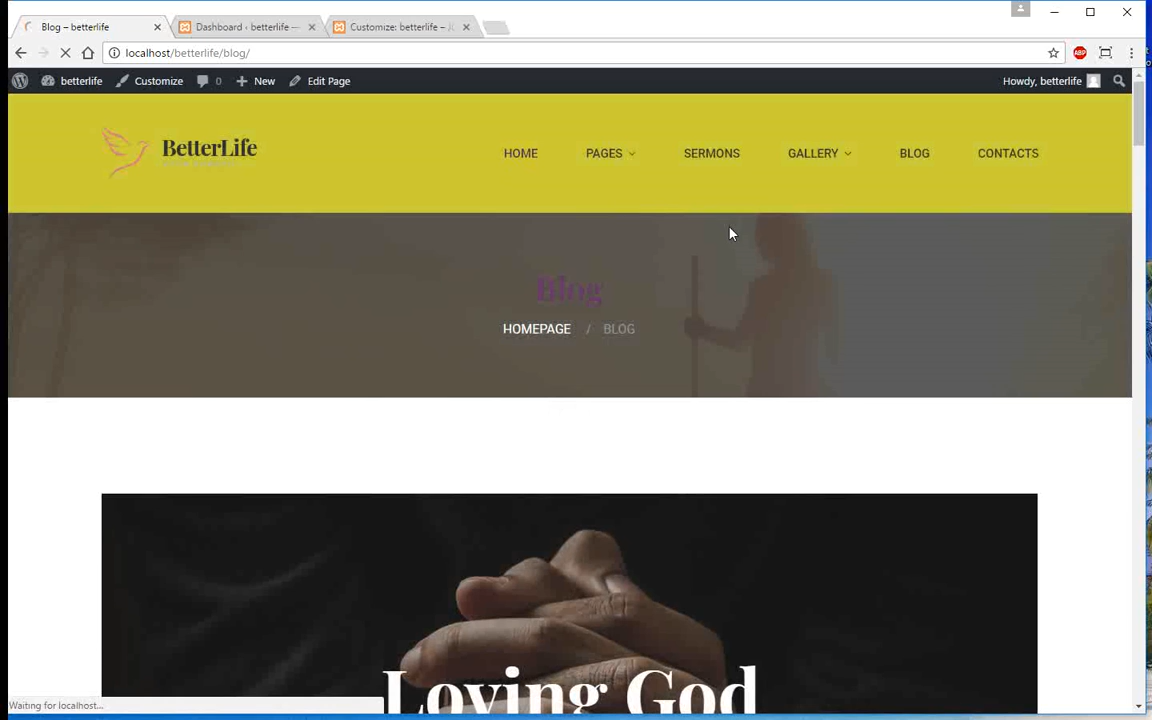 Blog – betterlife
Dashboard ‹ betterlife —
Customize: betterlife –
localhost/betterlife/blog/
ABP
betterlife
Customize
0
New
Edit Page
Howdy, betterlife
BetterLife
HOME
PAGES
SERMONS
GALLERY
BLOG
CONTACTS
Blog
HOMEPAGE / BLOG
Loving God
Waiting for localhost...